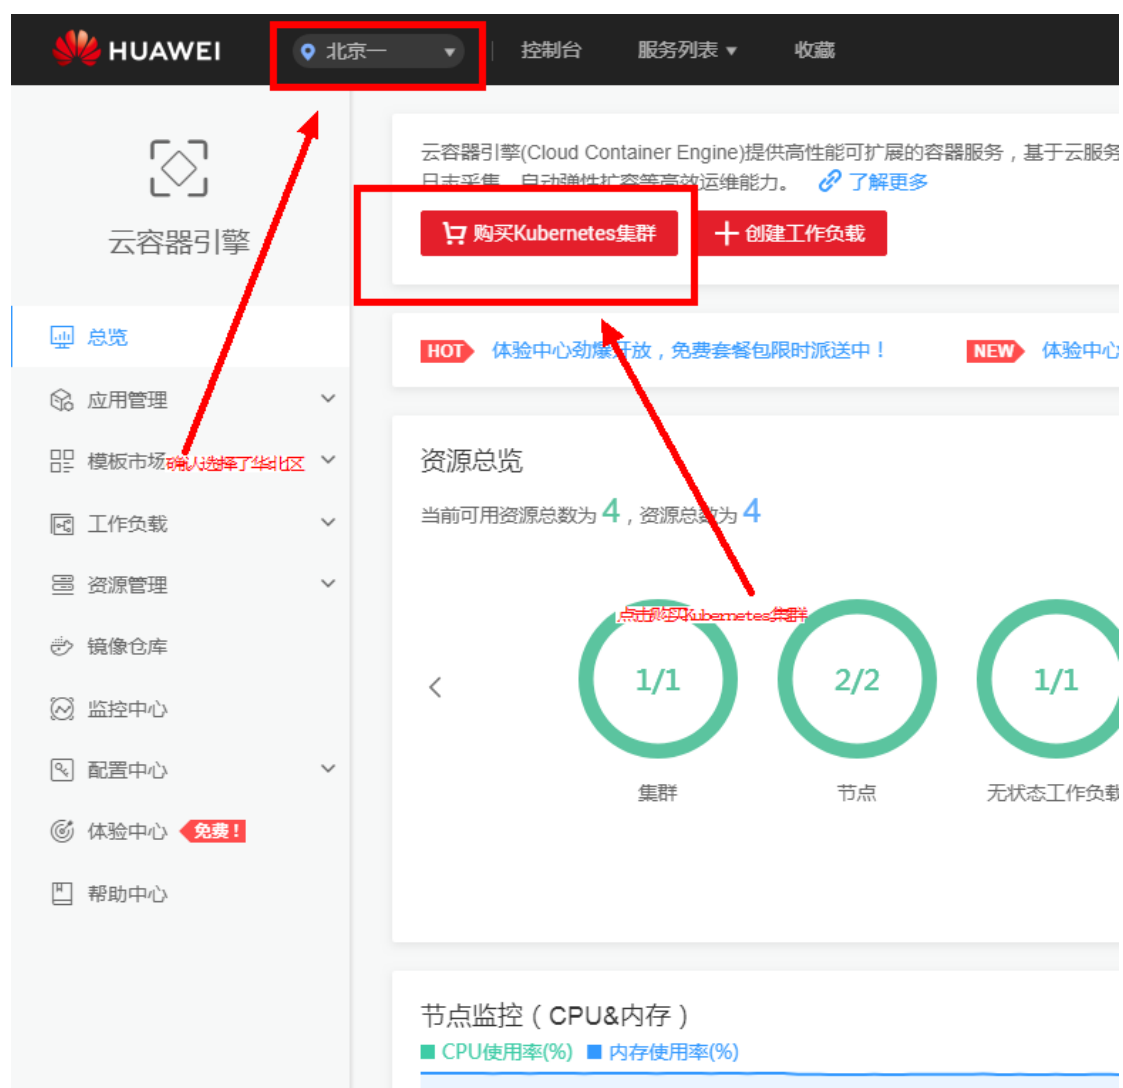 HUAWEI
北京一
控制台
服务列表
收藏
云容器引擎
云容器引擎(Cloud Container Engine)提供高性能可扩展的容器服务，基于云服务
日志采集、自动弹性扩容等高效运维能力。 了解更多
购买Kubernetes集群
创建工作负载
总览
HOT 体验中心劲爆开放，免费套餐包限时派送中！
NEW 体验中心
应用管理
模板市场
确认选择了华北区
工作负载
资源管理
镜像仓库
监控中心
配置中心
体验中心 免费！
帮助中心
资源总览
当前可用资源总数为 4 , 资源总数为 4
点击购买Kubernetes集群
1/1
2/2
1/1
集群
节点
无状态工作负载
节点监控（CPU&内存）
CPU使用率(%)
内存使用率(%)